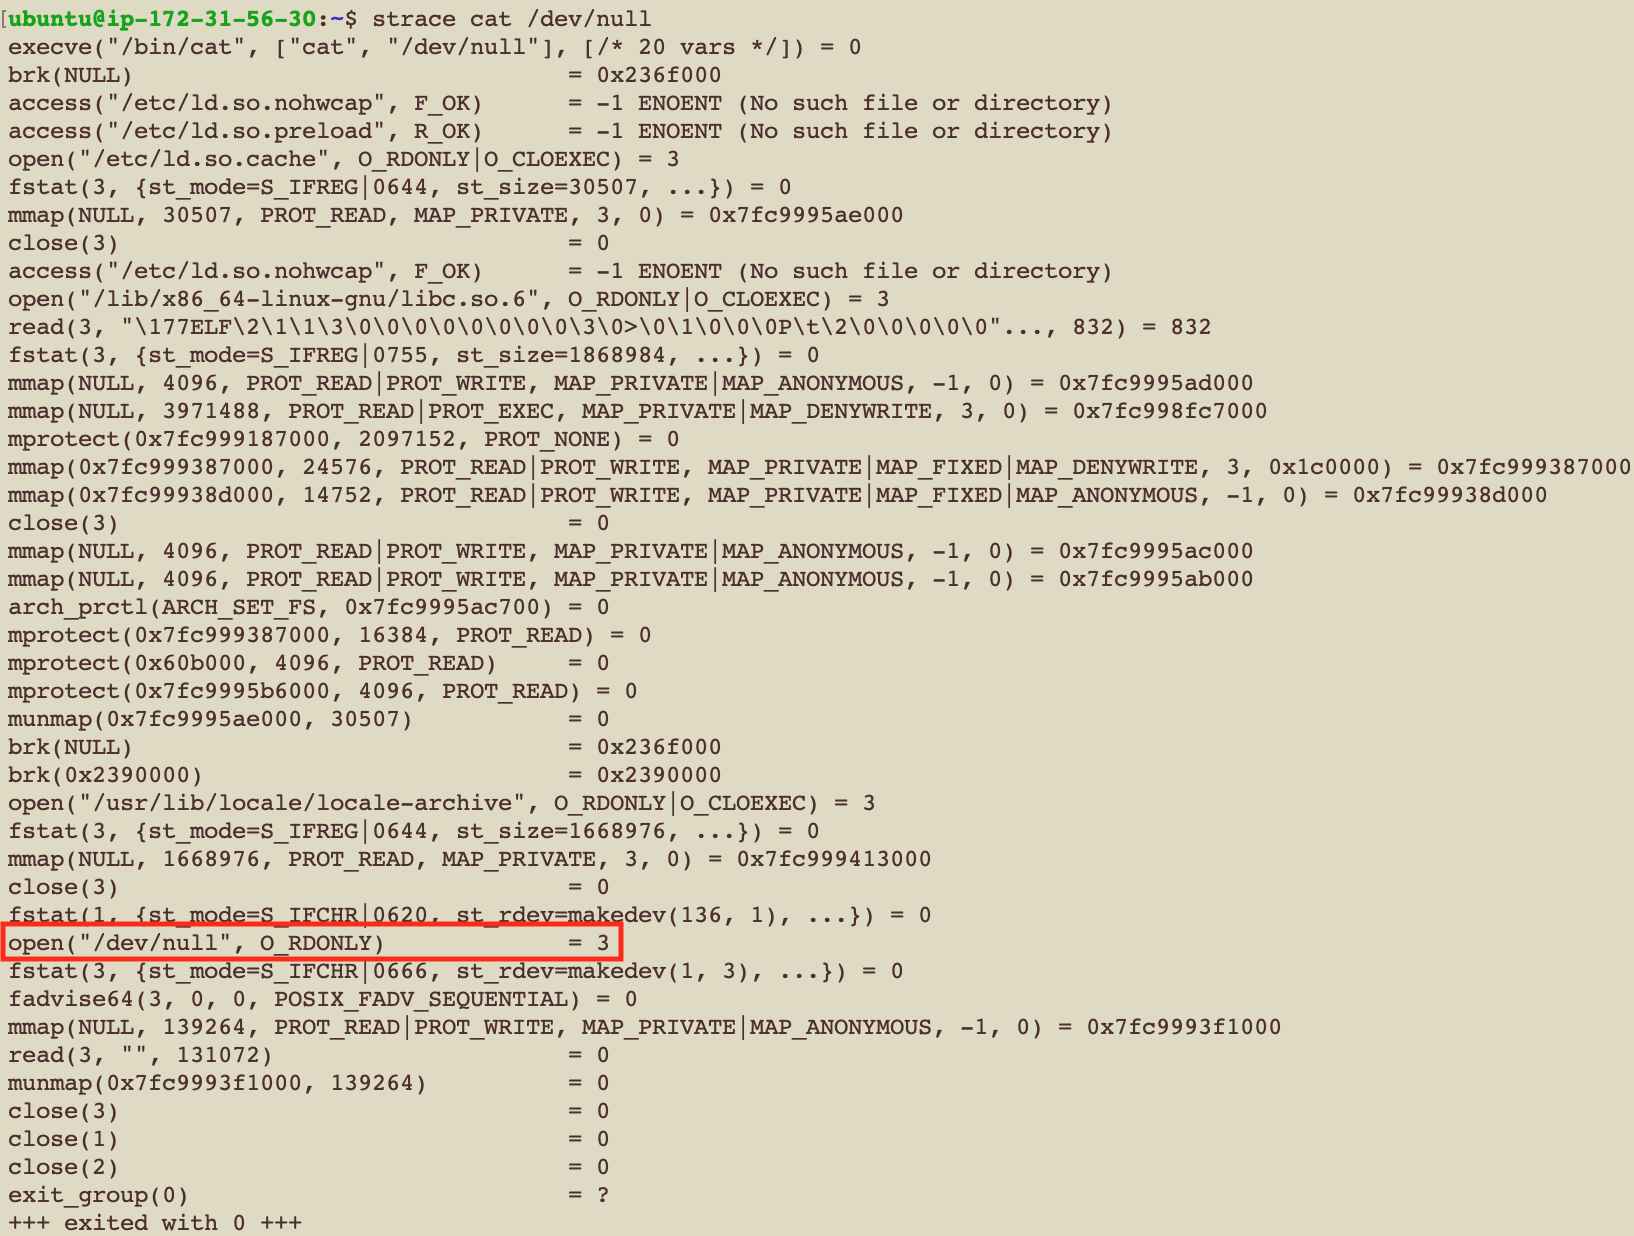 [ubuntu@ip-172-31-56-30:~$ strace cat /dev/null
execve("/bin/cat", ["cat", "/dev/null"], [/* 20 vars */]) = 0
brk(NULL)                               = 0x236f000
access("/etc/ld.so.nohwcap", F_OK)      = -1 ENOENT (No such file or directory)
access("/etc/ld.so.preload", R_OK)      = -1 ENOENT (No such file or directory)
open("/etc/ld.so.cache", O_RDONLY|O_CLOEXEC) = 3
fstat(3, {st_mode=S_IFREG|0644, st_size=30507, ...}) = 0
mmap(NULL, 30507, PROT_READ, MAP_PRIVATE, 3, 0) = 0x7fc9995ae000
close(3)                                = 0
access("/etc/ld.so.nohwcap", F_OK)      = -1 ENOENT (No such file or directory)
open("/lib/x86_64-linux-gnu/libc.so.6", O_RDONLY|O_CLOEXEC) = 3
read(3, "\177ELF\2\1\1\3\0\0\0\0\0\0\0\0\3\0>\0\1\0\0\0P\t\2\0\0\0\0\0"..., 832) = 832
fstat(3, {st_mode=S_IFREG|0755, st_size=1868984, ...}) = 0
mmap(NULL, 4096, PROT_READ|PROT_WRITE, MAP_PRIVATE|MAP_ANONYMOUS, -1, 0) = 0x7fc9995ad000
mmap(NULL, 3971488, PROT_READ|PROT_EXEC, MAP_PRIVATE|MAP_DENYWRITE, 3, 0) = 0x7fc998fc7000
mprotect(0x7fc999187000, 2097152, PROT_NONE) = 0
mmap(0x7fc999387000, 24576, PROT_READ|PROT_WRITE, MAP_PRIVATE|MAP_FIXED|MAP_DENYWRITE, 3, 0x1c0000) = 0x7fc999387000
mmap(0x7fc99938d000, 14752, PROT_READ|PROT_WRITE, MAP_PRIVATE|MAP_FIXED|MAP_ANONYMOUS, -1, 0) = 0x7fc99938d000
close(3)                                = 0
mmap(NULL, 4096, PROT_READ|PROT_WRITE, MAP_PRIVATE|MAP_ANONYMOUS, -1, 0) = 0x7fc9995ac000
mmap(NULL, 4096, PROT_READ|PROT_WRITE, MAP_PRIVATE|MAP_ANONYMOUS, -1, 0) = 0x7fc9995ab000
arch_prctl(ARCH_SET_FS, 0x7fc9995ac700) = 0
mprotect(0x7fc999387000, 16384, PROT_READ) = 0
mprotect(0x60b000, 4096, PROT_READ)     = 0
mprotect(0x7fc9995b6000, 4096, PROT_READ) = 0
munmap(0x7fc9995ae000, 30507)           = 0
brk(NULL)                               = 0x236f000
brk(0x2390000)                          = 0x2390000
open("/usr/lib/locale/locale-archive", O_RDONLY|O_CLOEXEC) = 3
fstat(3, {st_mode=S_IFREG|0644, st_size=1668976, ...}) = 0
mmap(NULL, 1668976, PROT_READ, MAP_PRIVATE, 3, 0) = 0x7fc999413000
close(3)                                = 0
fstat(1, {st_mode=S_IFCHR|0620, st_rdev=makedev(136, 1), ...}) = 0
open("/dev/null", O_RDONLY)             = 3
fstat(3, {st_mode=S_IFCHR|0666, st_rdev=makedev(1, 3), ...}) = 0
fadvise64(3, 0, 0, POSIX_FADV_SEQUENTIAL) = 0
mmap(NULL, 139264, PROT_READ|PROT_WRITE, MAP_PRIVATE|MAP_ANONYMOUS, -1, 0) = 0x7fc9993f1000
read(3, "", 131072)                     = 0
munmap(0x7fc9993f1000, 139264)          = 0
close(3)                                = 0
close(1)                                = 0
close(2)                                = 0
exit_group(0)                           = ?
+++ exited with 0 +++